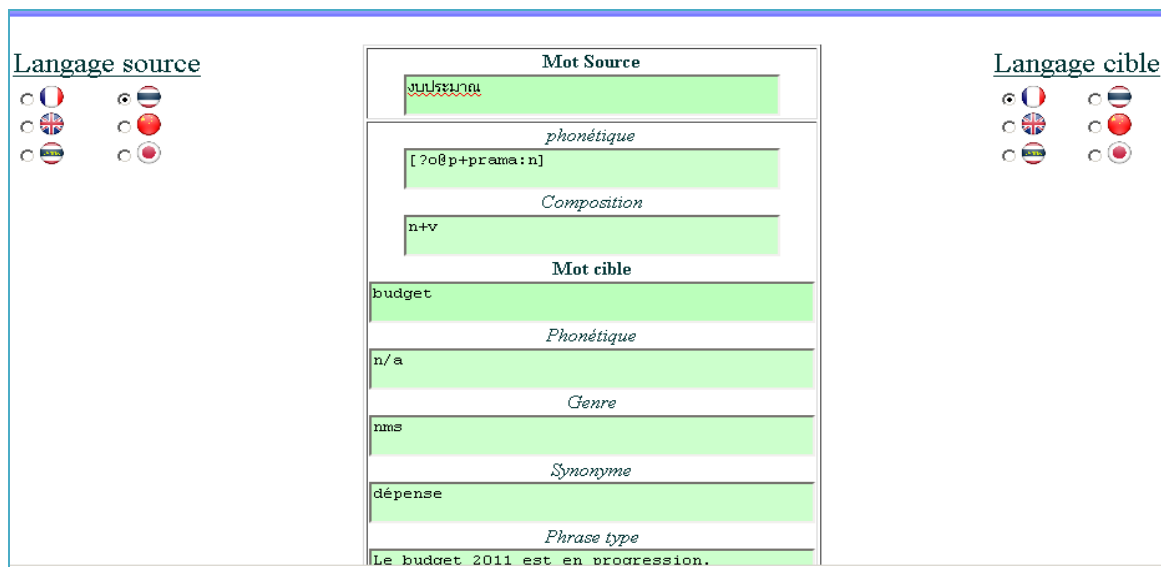 Langage source
Mot Source
งบประมาณ
phonétique
[?o@p+prama:n]
Composition
n+v
Mot cible
budget
Phonétique
n/a
Genre
nms
Synonyme
dépense
Phrase type
Le budget 2011 est en progression.
Langage cible